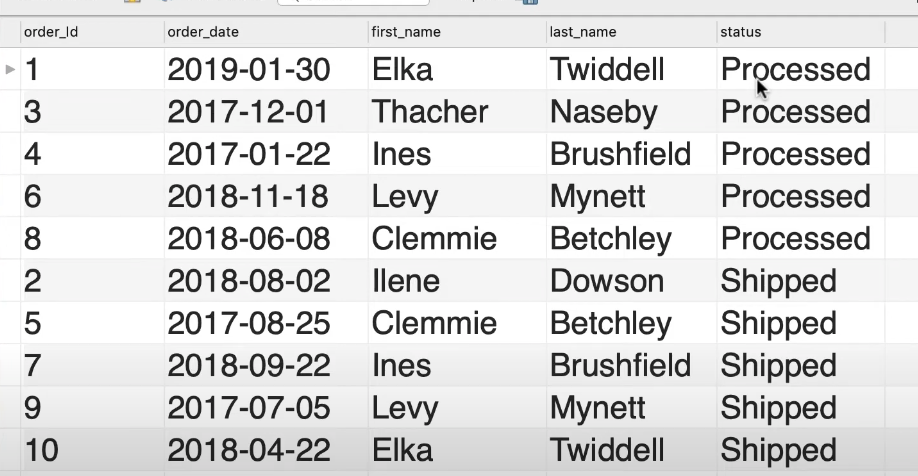 order_Id order_date first_name last_name status
1 2019-01-30 Elka Twiddell Processed
3 2017-12-01 Thacher Naseby Processed
4 2017-01-22 Ines Brushfield Processed
6 2018-11-18 Levy Mynett Processed
8 2018-06-08 Clemmie Betchley Processed
2 2018-08-02 Ilene Dowson Shipped
5 2017-08-25 Clemmie Betchley Shipped
7 2018-09-22 Ines Brushfield Shipped
9 2017-07-05 Levy Mynett Shipped
10 2018-04-22 Elka Twiddell Shipped